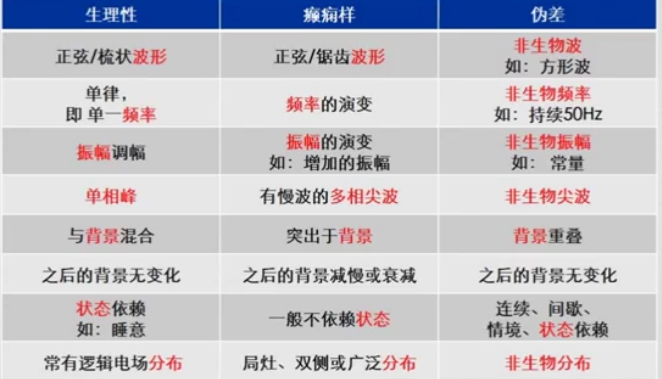 生理性 癫痫样 伪差
正弦/梳状波形 正弦/锯齿波形 非生物波
如：方形波
单律，
即 单一频率 频率的演变 非生物频率
如：持续50Hz
振幅调幅 振幅的演变
如：增加的振幅 非生物振幅
如： 常量
单相峰 有慢波的多相尖波 非生物尖波
与背景混合 突出于背景 背景重叠
之后的背景无变化 之后的背景减慢或衰减 之后的背景无变化
状态依赖
如：睡意 一般不依赖状态 连续、间歇、
情境、状态依赖
常有逻辑电场分布 局灶、双侧或广泛分布 非生物分布